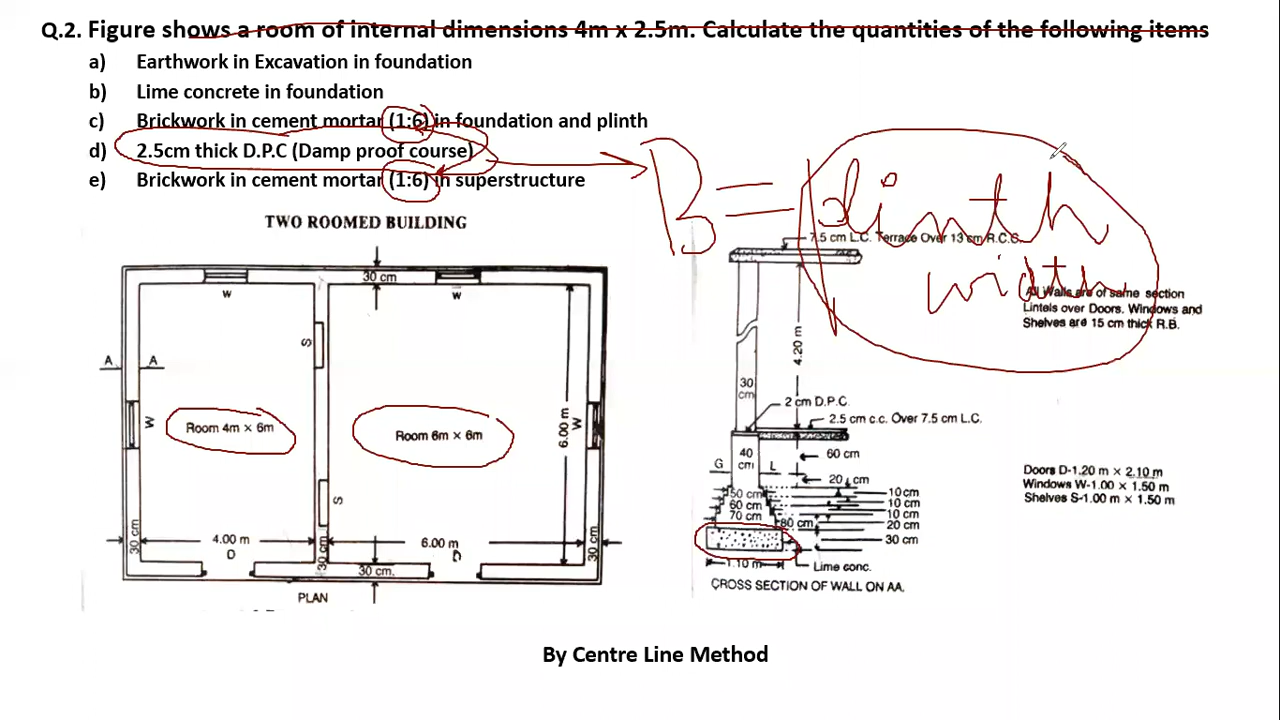 Q.2. Figure shows a room of internal dimensions 4m x 2.5m. Calculate the quantities of the following items
a) Earthwork in Excavation in foundation
b) Lime concrete in foundation
c) Brickwork in cement mortar (1:6) in foundation and plinth
d) 2.5cm thick D.P.C (Damp proof course)
e) Brickwork in cement mortar (1:6) in superstructure
B = plinth
width
TWO ROOMED BUILDING
30 cm
W
W
S
A A
W
Room 4m × 6m
Room 6m × 6m
6.00 m
W
S
30 cm
4.00 m
D
30 cm
6.00 m
D
30 cm
30 cm.
PLAN
7.5 cm L.C. Terrace Over 13 cm R.C.C.
4.20 m
30
cm
2 cm D.P.C.
2.5 cm c.c. Over 7.5 cm L.C.
40
cm
60 cm
G L
20 cm
50 cm
10 cm
60 cm
10 cm
70 cm
10 cm
80 cm
20 cm
30 cm
1.10 m
Lime conc.
CROSS SECTION OF WALL ON AA.
All Walls are of same section
Lintels over Doors. Windows and
Shelves are 15 cm thick R.B.
Doors D-1.20 m × 2.10 m
Windows W-1.00 × 1.50 m
Shelves S-1.00 m × 1.50 m
By Centre Line Method